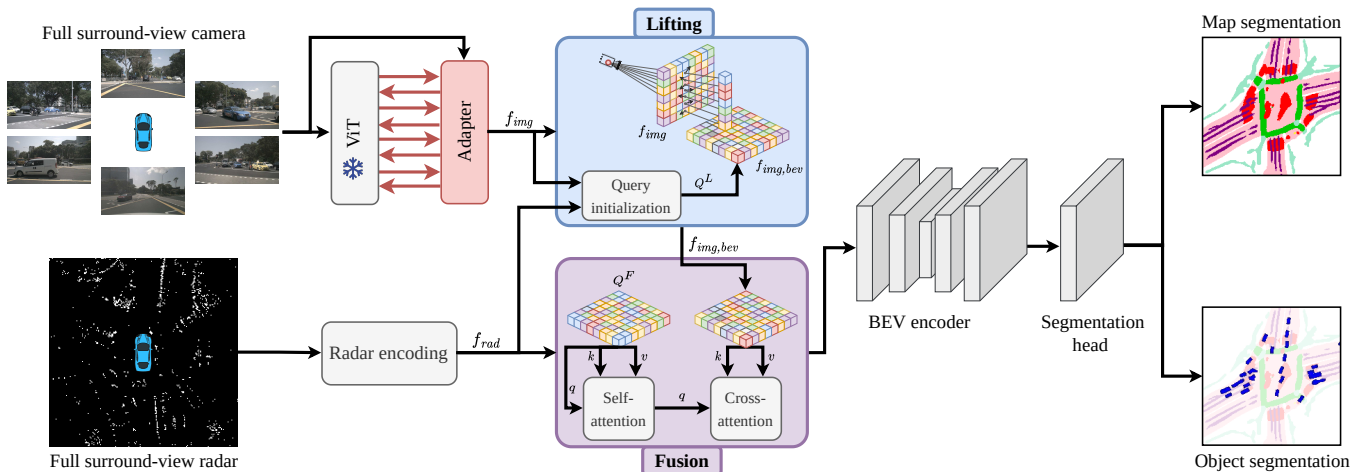 Full surround-view camera
ViT
Adapter
f_img
Lifting
f_img
f_img,bev
Query
initialization
Q^L
f_img,bev
Full surround-view radar
Radar encoding
f_rad
Q^F
k
v
q
Self-
attention
q
k
v
Cross-
attention
Fusion
BEV encoder
Segmentation
head
Map segmentation
Object segmentation